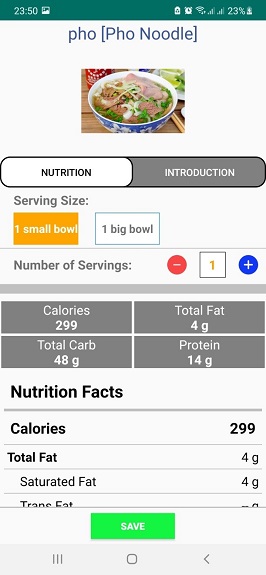 23:50 23%
pho [Pho Noodle]
NUTRITION INTRODUCTION
Serving Size:
1 small bowl 1 big bowl
Number of Servings: 1
Calories Total Fat
299 4 g
Total Carb Protein
48 g 14 g
Nutrition Facts
Calories 299
Total Fat 4 g
Saturated Fat 4 g
Trans Fat -- g
SAVE